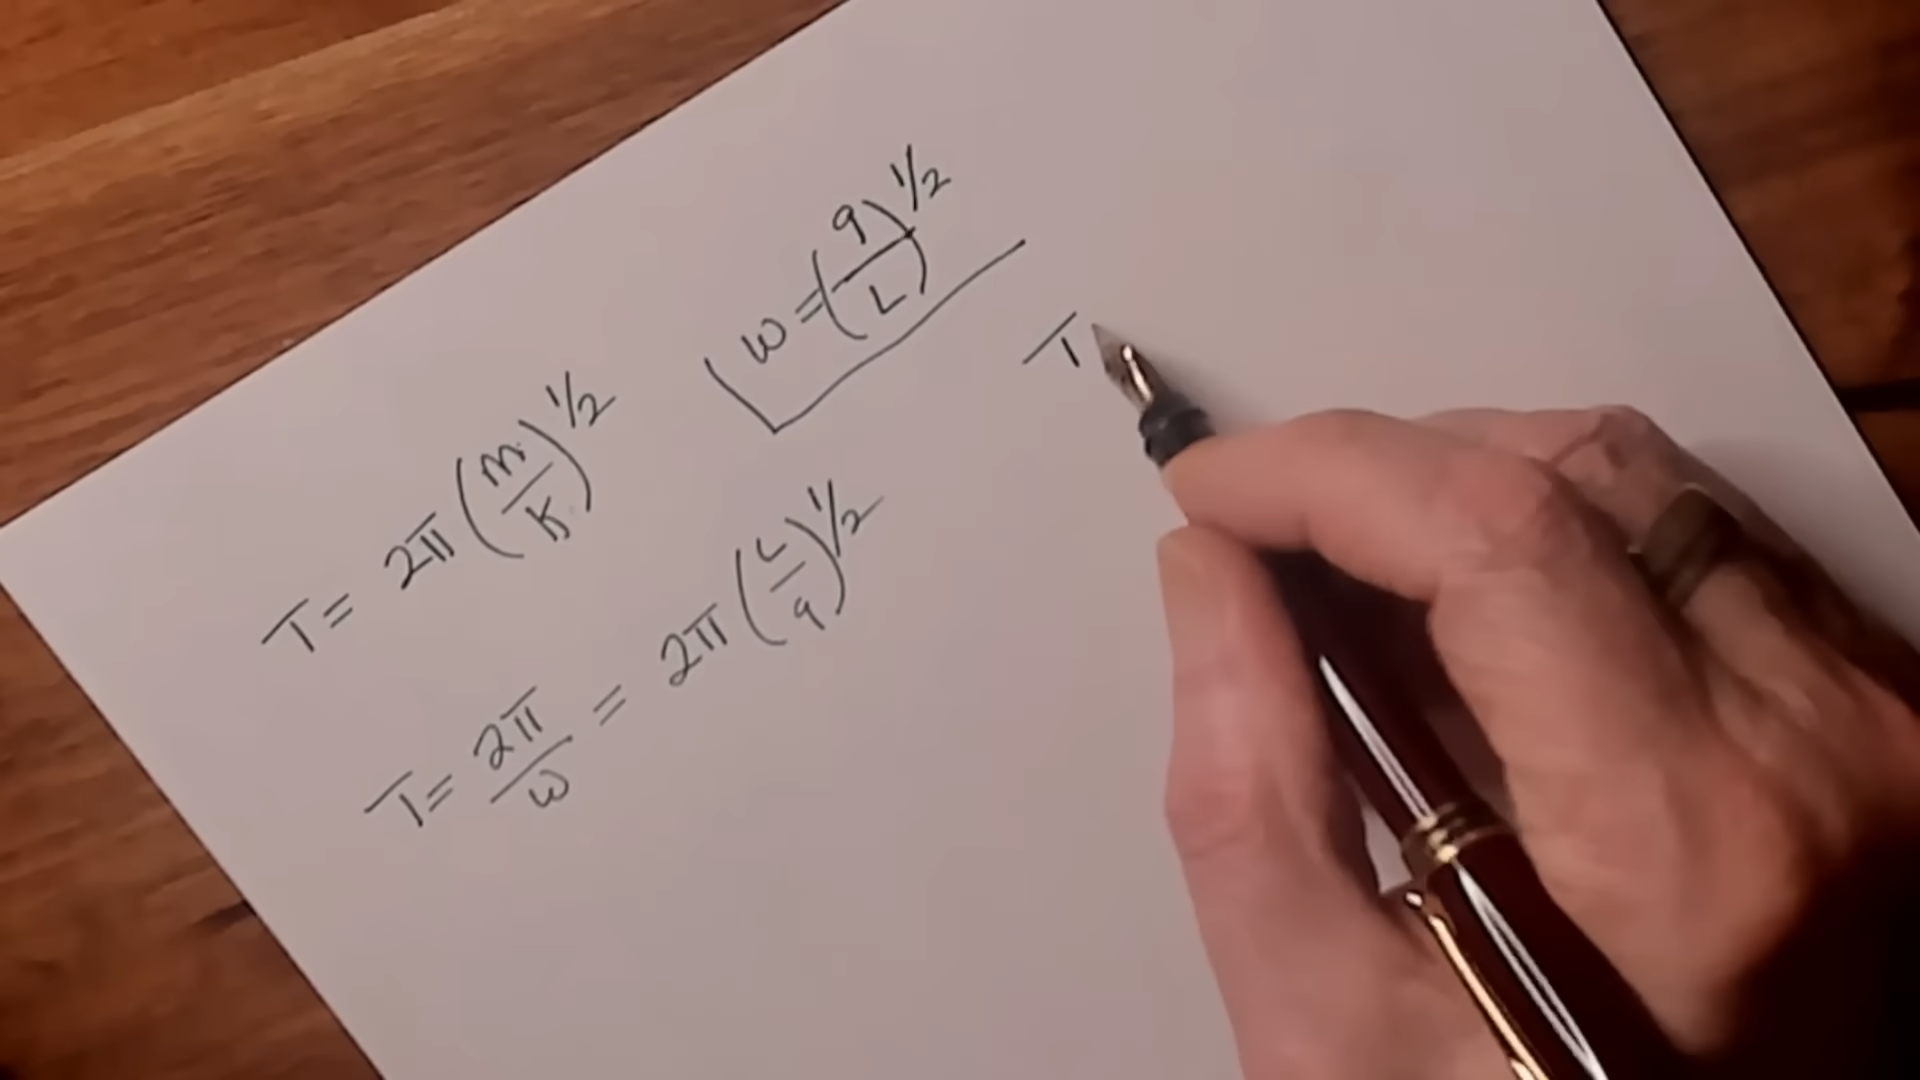 ω = (g/L)^1/2
T = 2π (m/k)^1/2
T = 2π/ω = 2π (L/g)^1/2
T